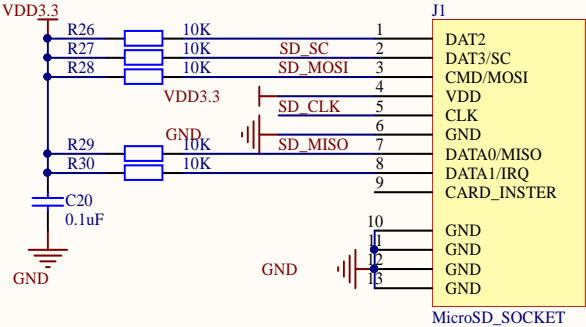 VDD3.3 J1
R26 10K 1 DAT2
R27 10K SD_SC 2 DAT3/SC
R28 10K SD_MOSI 3 CMD/MOSI
VDD3.3 4 VDD
SD_CLK 5 CLK
GND 6 GND
R29 10K SD_MISO 7 DATA0/MISO
R30 10K 8 DATA1/IRQ
9 CARD_INSTER
C20
0.1uF
10 GND
11 GND
GND 12 GND
13 GND
GND
MicroSD_SOCKET